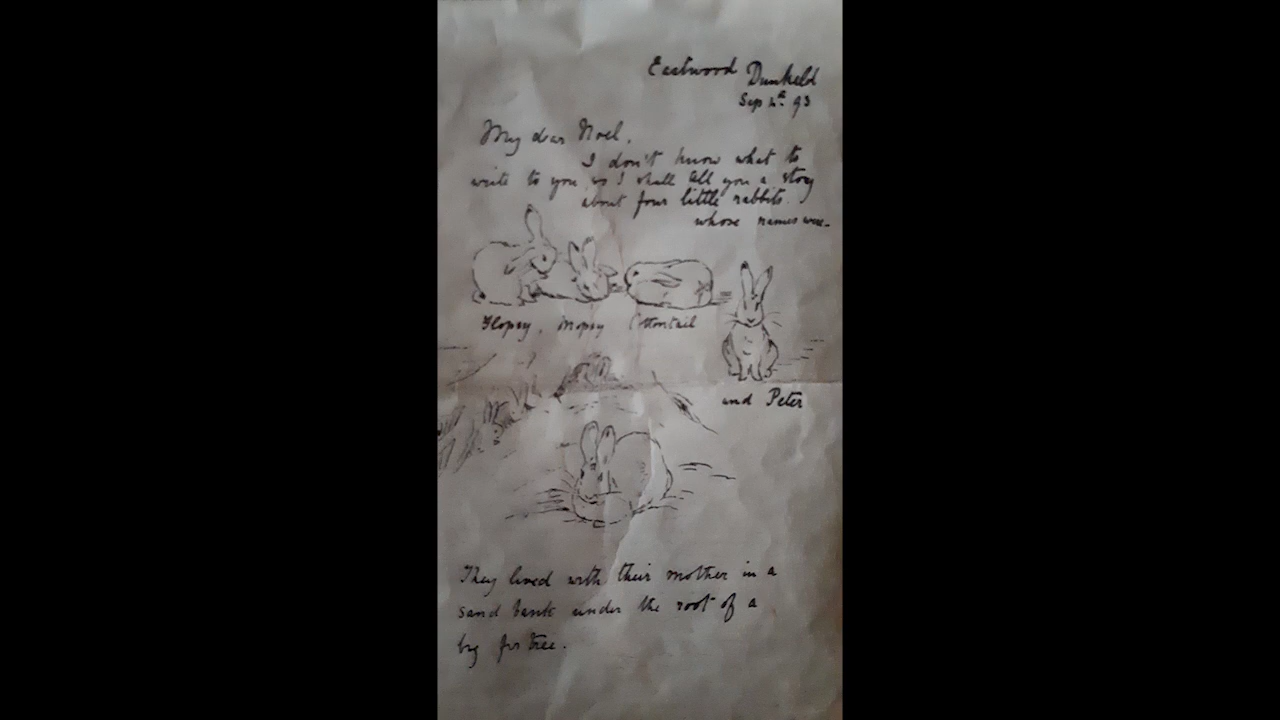 Eastwood Dunkeld
Sep 4th 93
My dear Noel,
I don't know what to
write to you, so I shall tell you a story
about four little rabbits.
whose names were-
Flopsy, Mopsy Cottontail
and Peter
They lived with their mother in a
sand bank under the root of a
big fir tree.